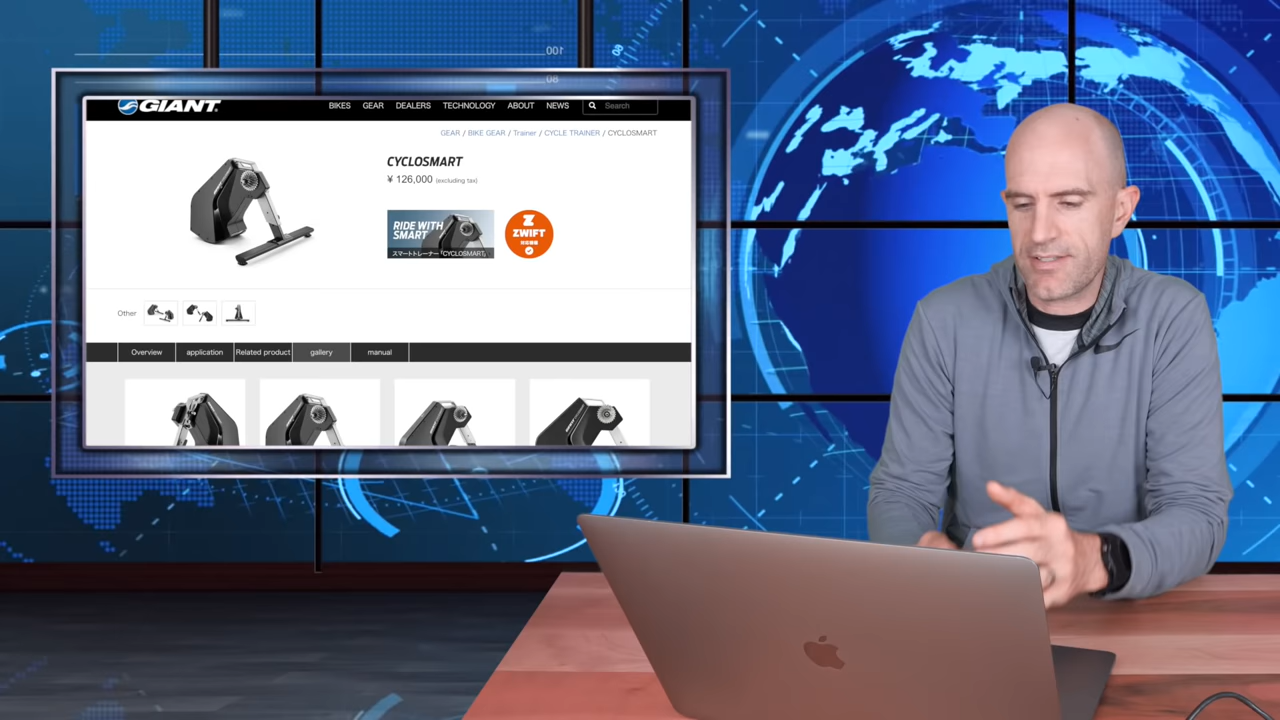 001
08
GIANT
BIKES GEAR DEALERS TECHNOLOGY ABOUT NEWS Search
GEAR / BIKE GEAR / Trainer / CYCLE TRAINER / CYCLOSMART
CYCLOSMART
¥ 126,000 (excluding tax)
RIDE WITH
SMART
スマートトレーナー「CYCLOSMART」
Z
ZWIFT
Other
Overview application Related product gallery manual